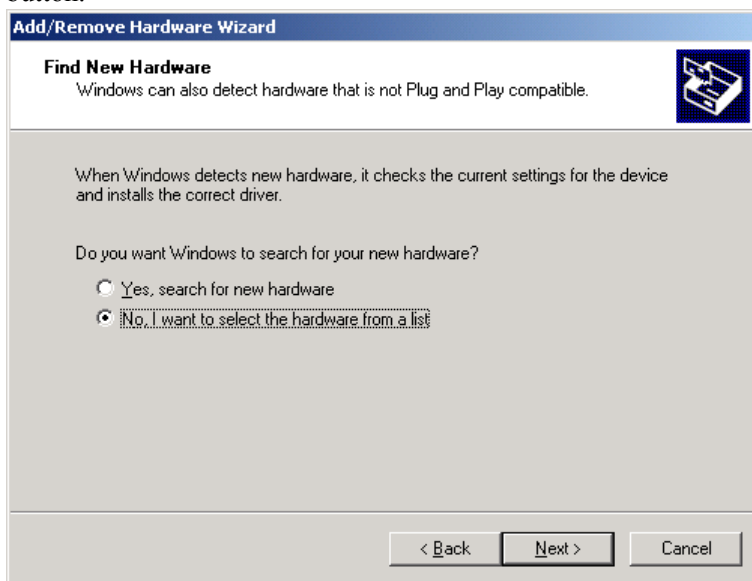 button.
Add/Remove Hardware Wizard
Find New Hardware
Windows can also detect hardware that is not Plug and Play compatible.
When Windows detects new hardware, it checks the current settings for the device
and installs the correct driver.
Do you want Windows to search for your new hardware?
Yes, search for new hardware
No, I want to select the hardware from a list
< Back
Next >
Cancel